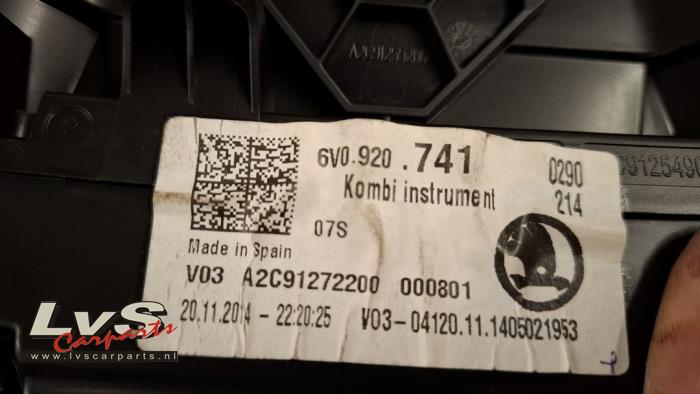 A2C91255200
6V0.920 .741 0290
Kombi instrument 214
07S
Made in Spain
V03 A2C91272200 000801
20.11.2014 - 22:20:25 V03-04120.11.1405021953
LvS
Carparts
www.lvscarparts.nl